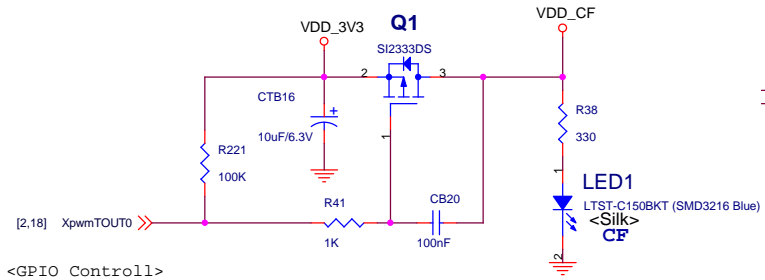 Q1
VDD_3V3
VDD_CF
SI2333DS
2
3
CTB16
10uF/6.3V
R38
330
R221
100K
1
1
LED1
LTST-C150BKT (SMD3216 Blue)
<Silk>
CF
R41
CB20
[2,18] XpwmTOUT0
1K
100nF
2
<GPIO Controll>